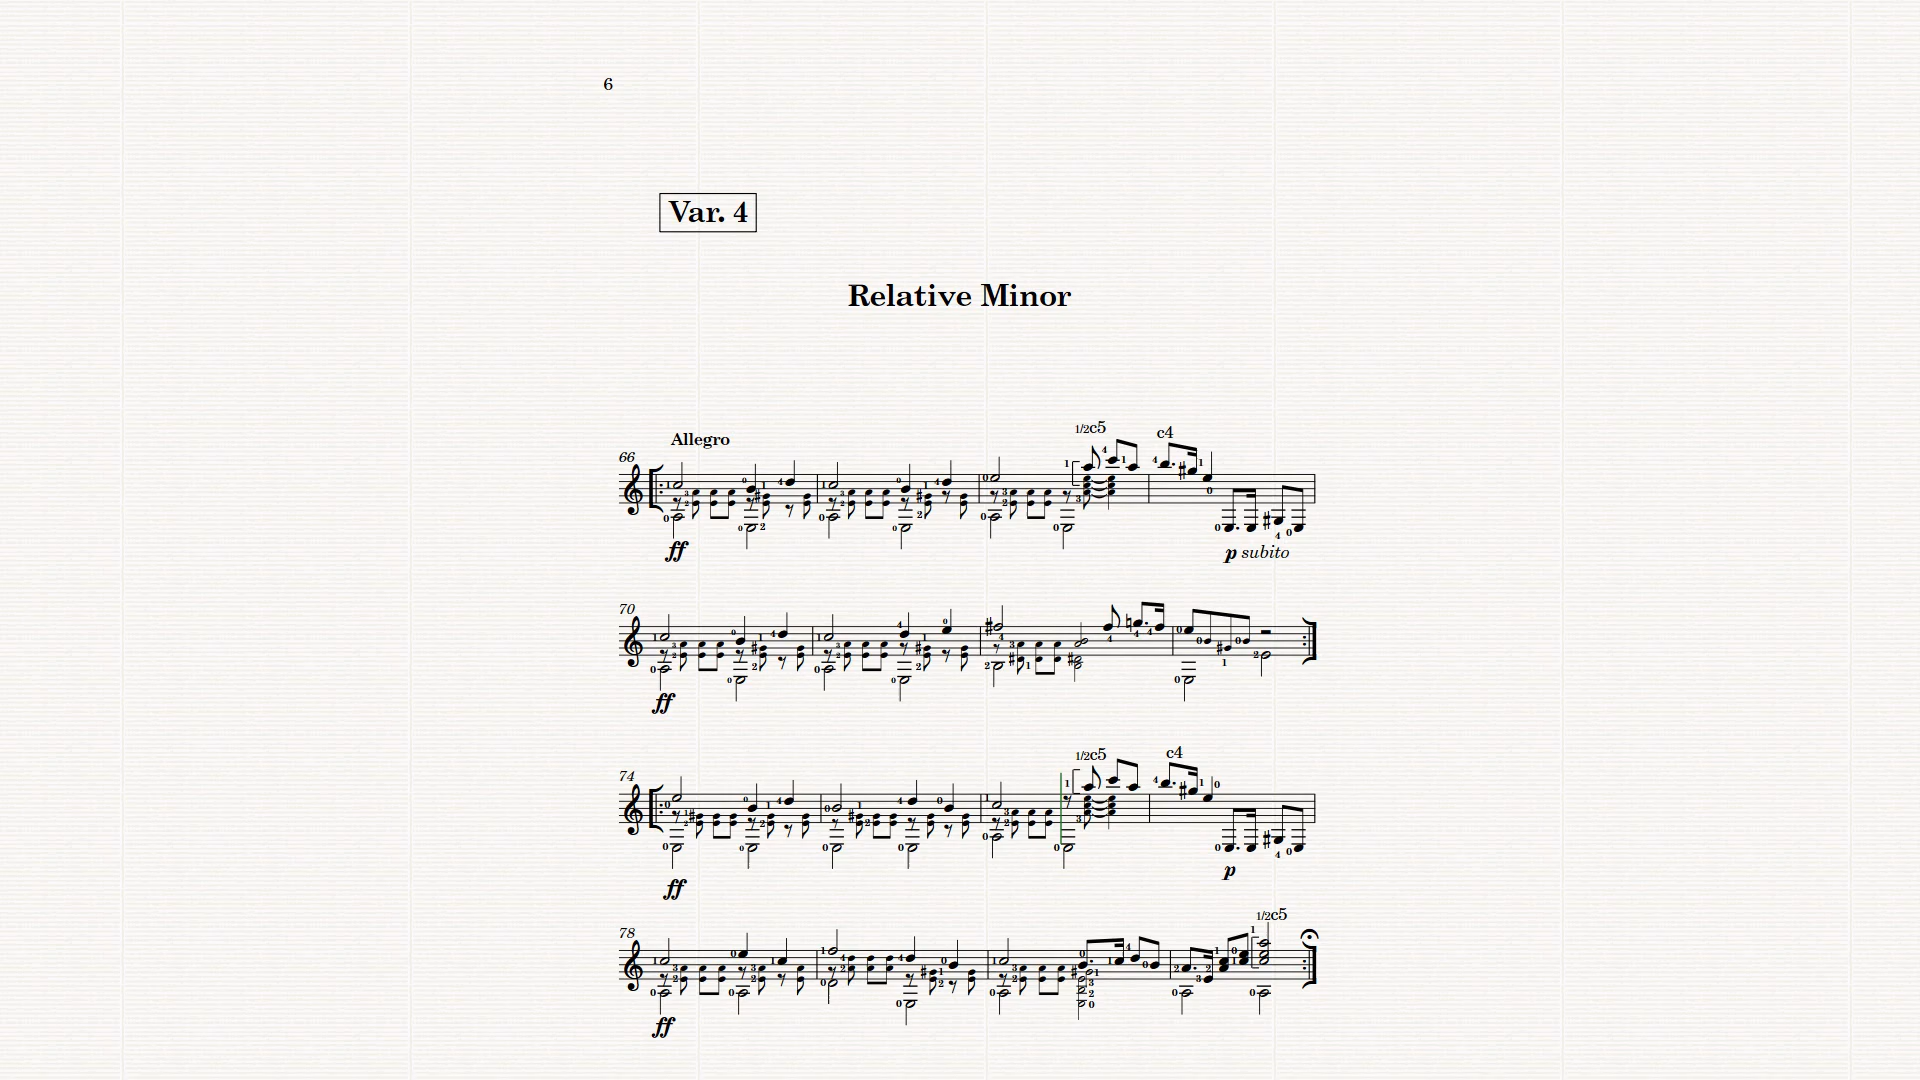 6
Var. 4
Relative Minor
Allegro
1/2c5 c4
66
ff p subito
70
ff
1/2c5 c4
74
ff p
1/2c5
78
ff